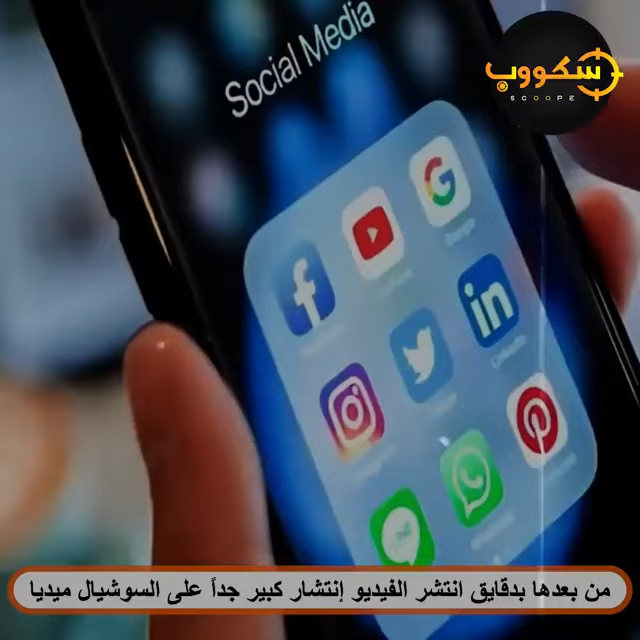 سكووب
SCOOPE
Social Media
من بعدها بدقايق انتشر الفيديو إنتشار كبير جداً على السوشيال ميديا